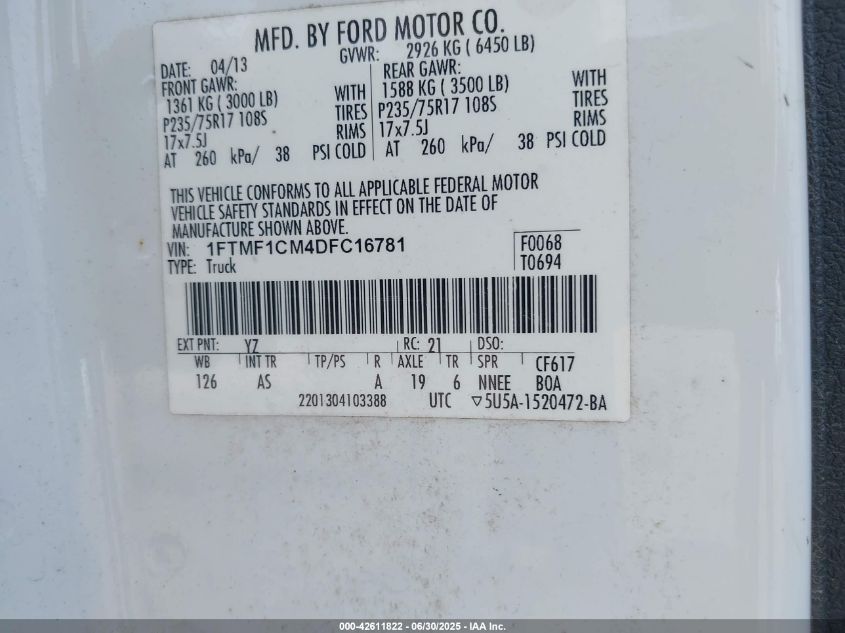 MFD. BY FORD MOTOR CO.
DATE: 04/13 GVWR: 2926 KG ( 6450 LB)
FRONT GAWR: REAR GAWR:
1361 KG ( 3000 LB) WITH 1588 KG ( 3500 LB) WITH
P235/75R17 108S TIRES P235/75R17 108S TIRES
17x7.5J RIMS 17x7.5J RIMS
AT 260 kPa/ 38 PSI COLD AT 260 kPa/ 38 PSI COLD
THIS VEHICLE CONFORMS TO ALL APPLICABLE FEDERAL MOTOR
VEHICLE SAFETY STANDARDS IN EFFECT ON THE DATE OF
MANUFACTURE SHOWN ABOVE.
VIN: 1FTMF1CM4DFC16781 F0068
TYPE: Truck T0694
EXT PNT: YZ RC: 21 DSO:
WB INT TR TP/PS R AXLE TR SPR CF617
126 AS A 19 6 NNEE BOA
2201304103388 UTC ▽5U5A-1520472-BA
000-42611822 - 06/30/2025 - IAA Inc.